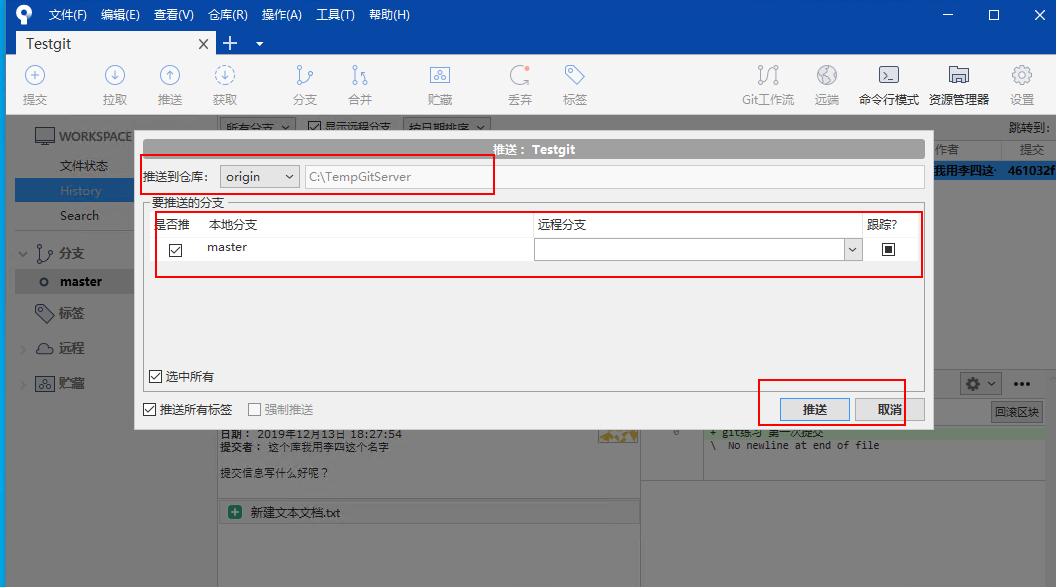 文件(F) 编辑(E) 查看(V) 仓库(R) 操作(A) 工具(T) 帮助(H)
Testgit
提交 拉取 推送 获取 分支 合并 贮藏 丢弃 标签 Git工作流 远端 命令行模式 资源管理器 设置
WORKSPACE
所有分支 显示远程分支 按日期排序 跳转到:
推送： Testgit
作者 提交
文件状态
推送到仓库: origin C:\TempGitServer
我用李四这 461032f
History
要推送的分支
Search
是否推 本地分支 远程分支 跟踪?
master
分支
master
标签
远程
选中所有
贮藏
推送所有标签 强制推送 推送 取消
回滚区块
日期： 2019年12月13日 18:27:54
+ git练习 第一次提交
提交者： 这个库我用李四这个名字
\ No newline at end of file
提交信息写什么好呢？
新建文本文档.txt